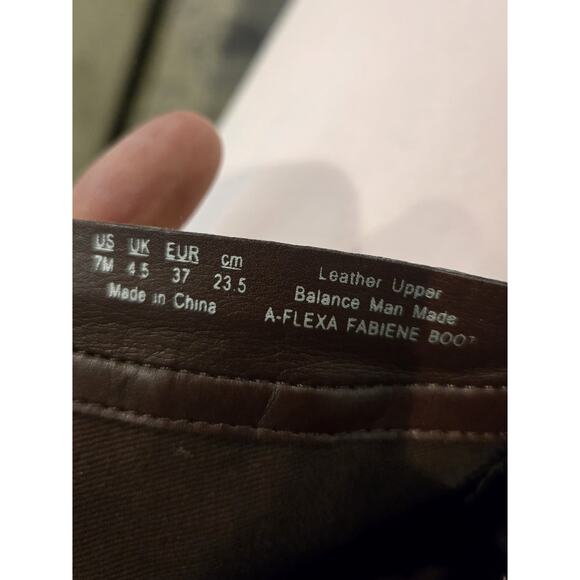 US UK EUR cm
7M 4.5 37 23.5
Made in China
Leather Upper
Balance Man Made
A-FLEXA FABIENE BOOT